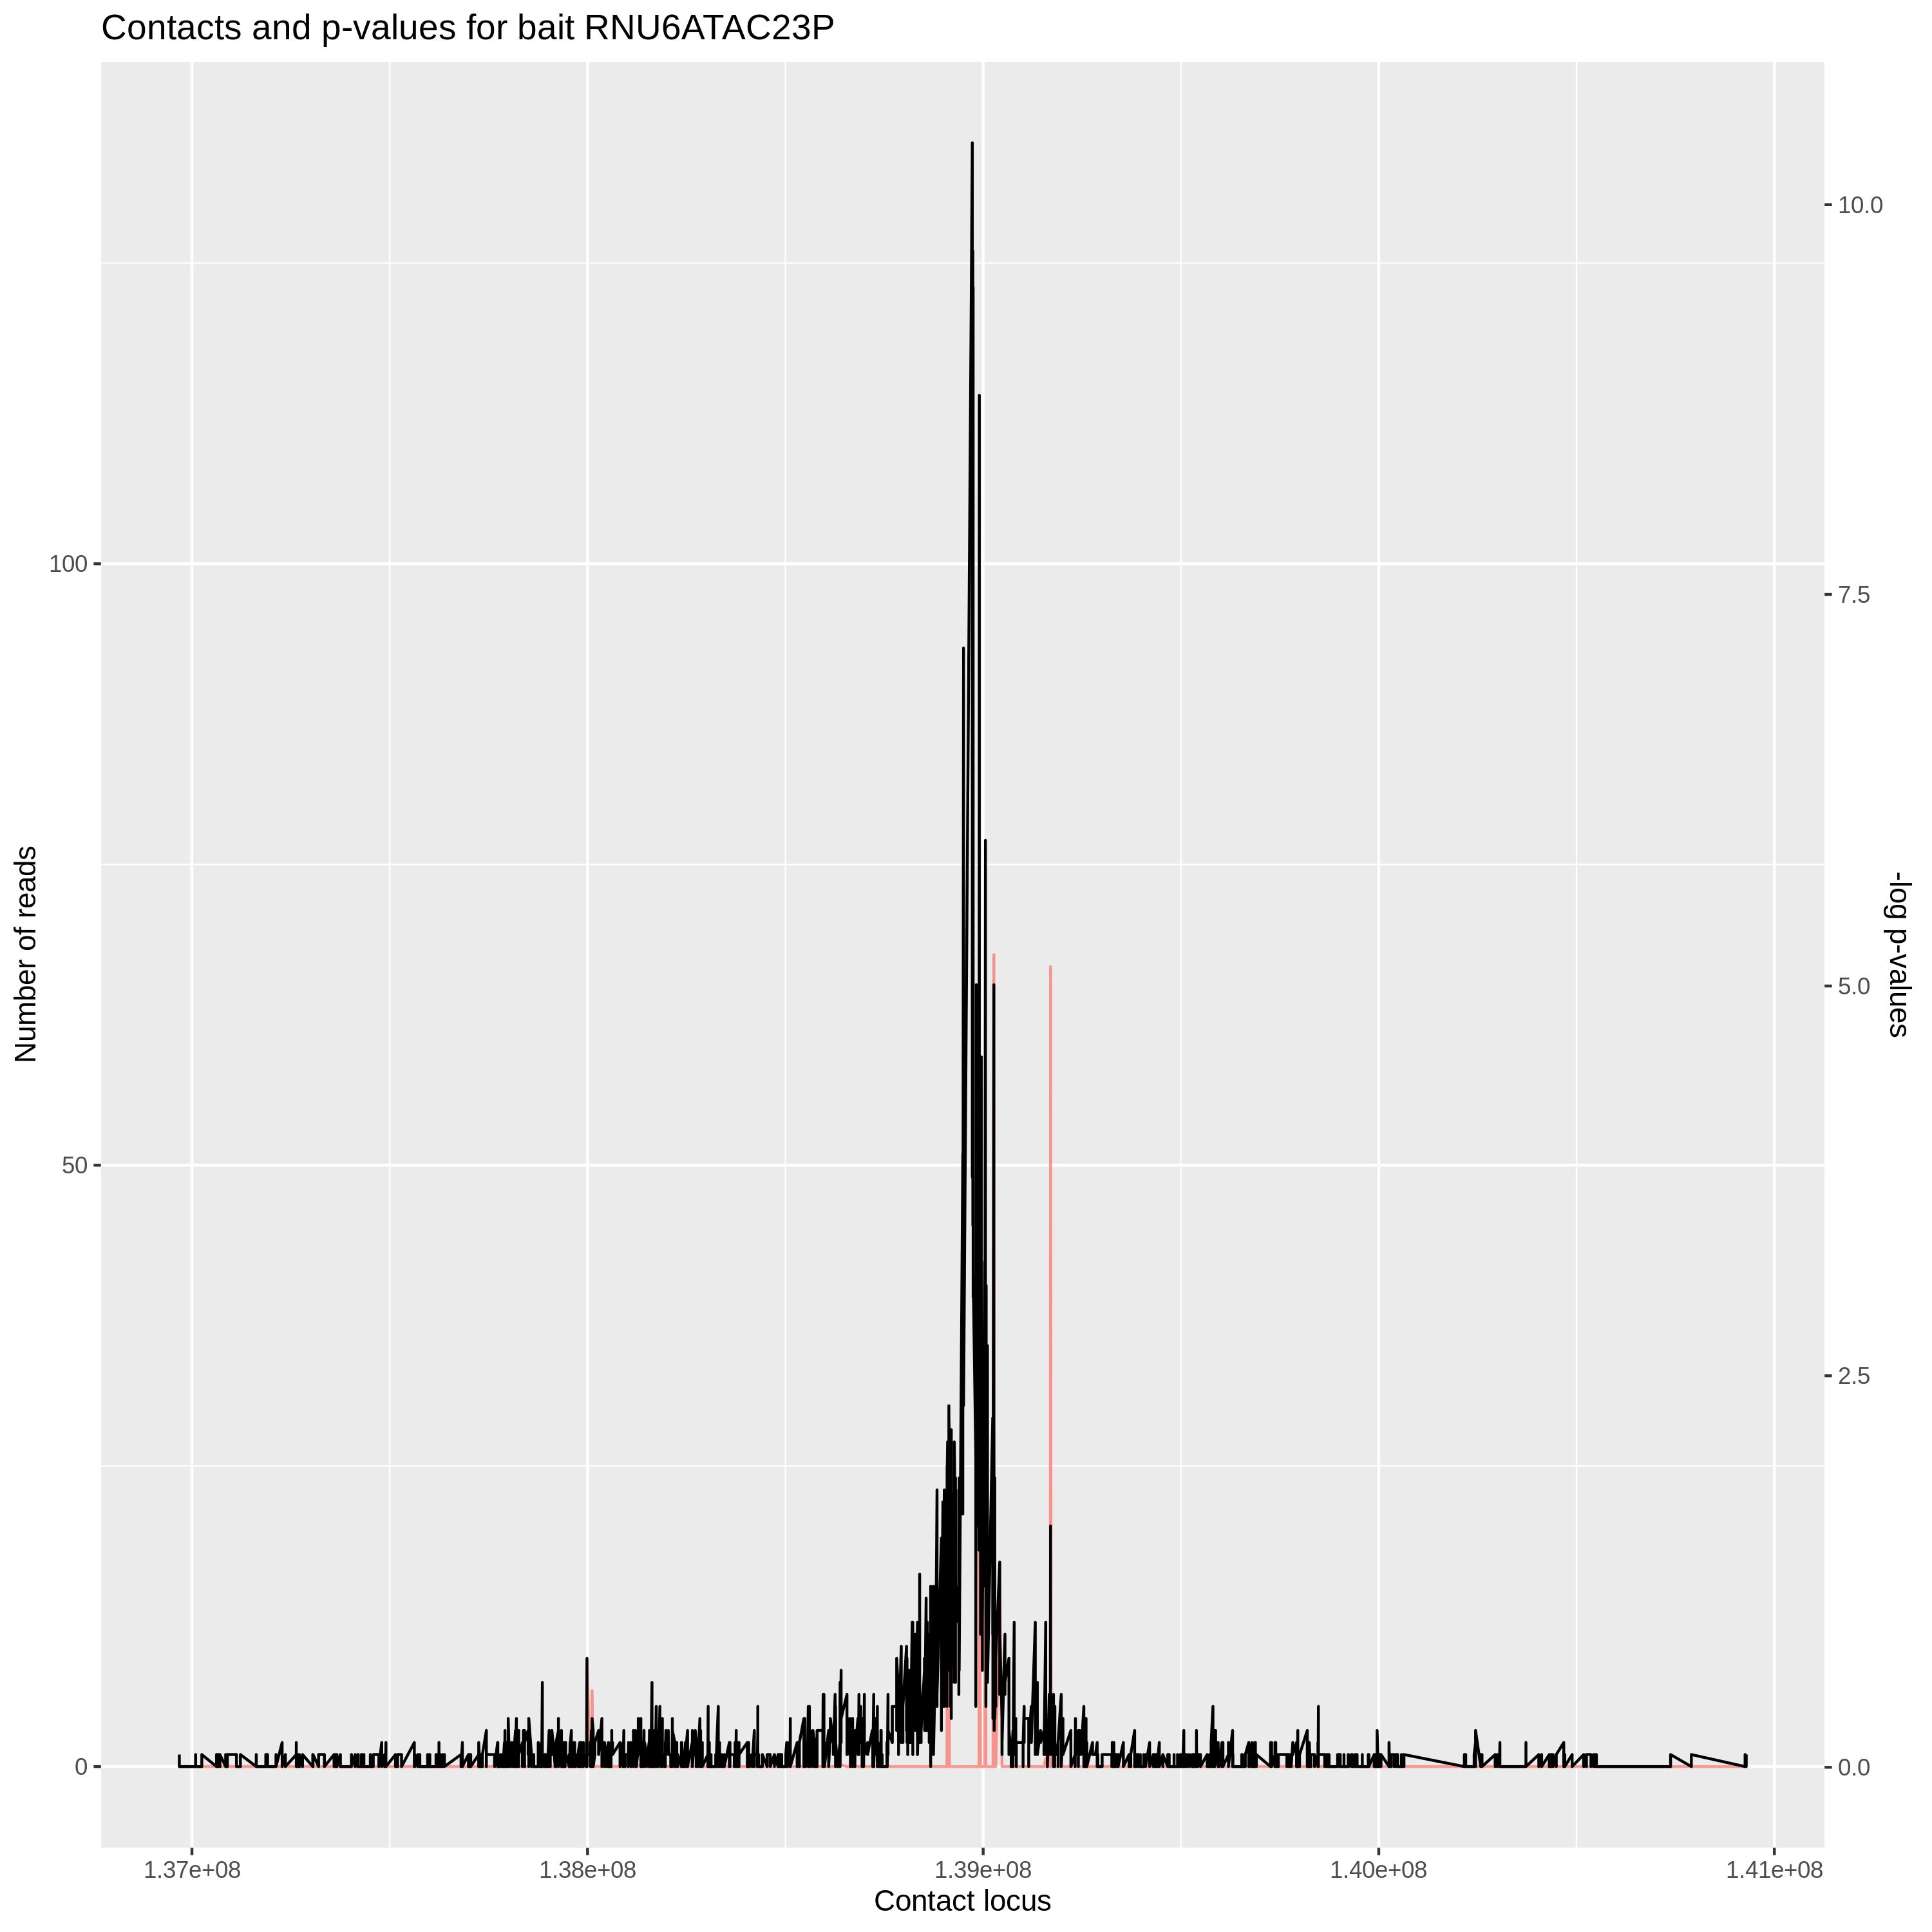 Contacts and p-values for bait RNU6ATAC23P
Number of reads
100
50
0
10.0
7.5
5.0
2.5
0.0
-log p-values
1.37e+08
1.38e+08
1.39e+08
1.40e+08
1.41e+08
Contact locus